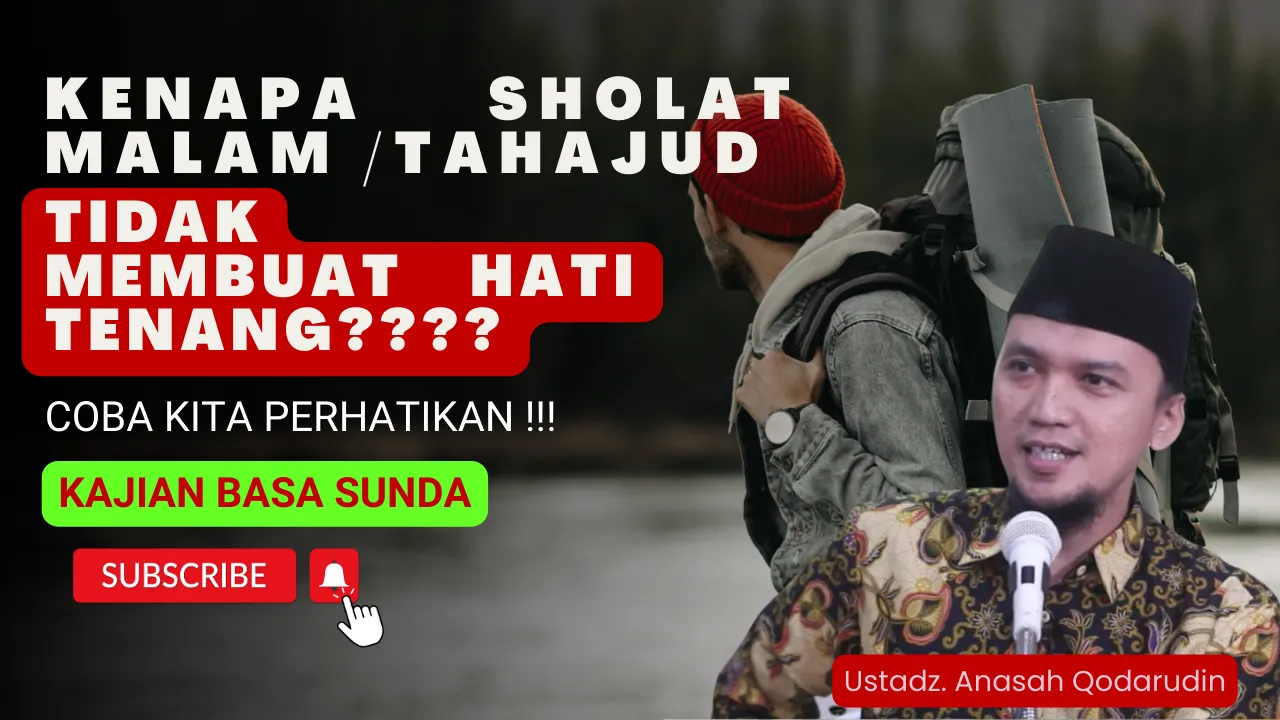 KENAPA SHOLAT
MALAM /TAHAJUD
TIDAK
MEMBUAT HATI
TENANG????
COBA KITA PERHATIKAN !!!
KAJIAN BASA SUNDA
SUBSCRIBE
Ustadz. Anasah Qodarudin